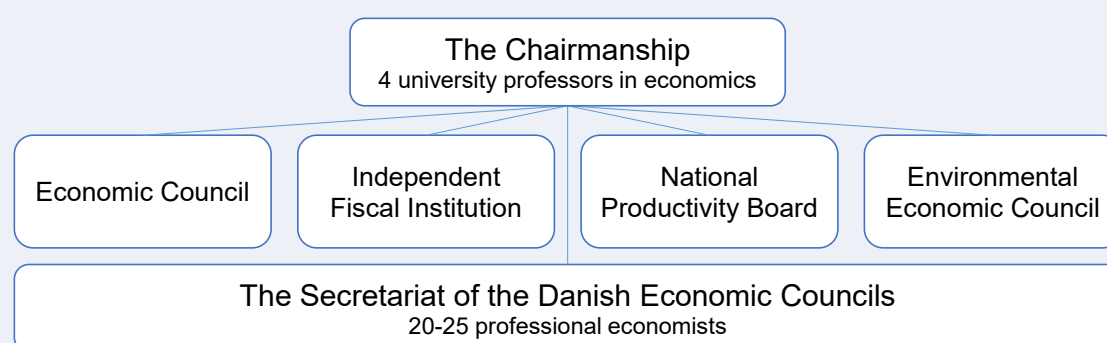 The Chairmanship
4 university professors in economics
Economic Council
Independent
Fiscal Institution
National
Productivity Board
Environmental
Economic Council
The Secretariat of the Danish Economic Councils
20-25 professional economists